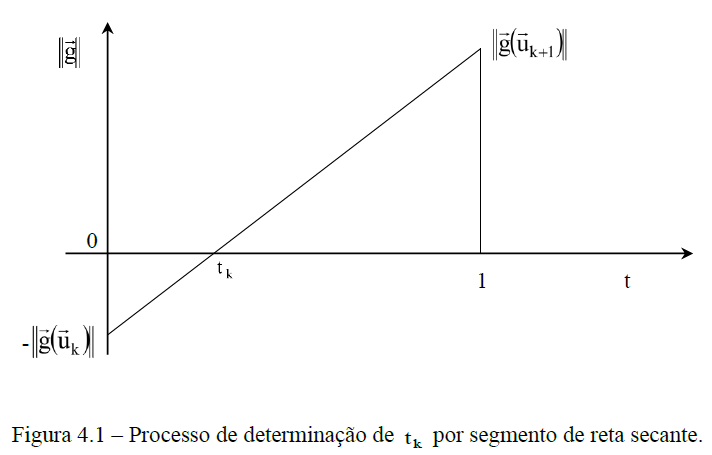 ‖g⃗‖
‖g⃗(u⃗ₖ₊₁)‖
0
tₖ
1
t
-‖g⃗(u⃗ₖ)‖
Figura 4.1 – Processo de determinação de tₖ por segmento de reta secante.